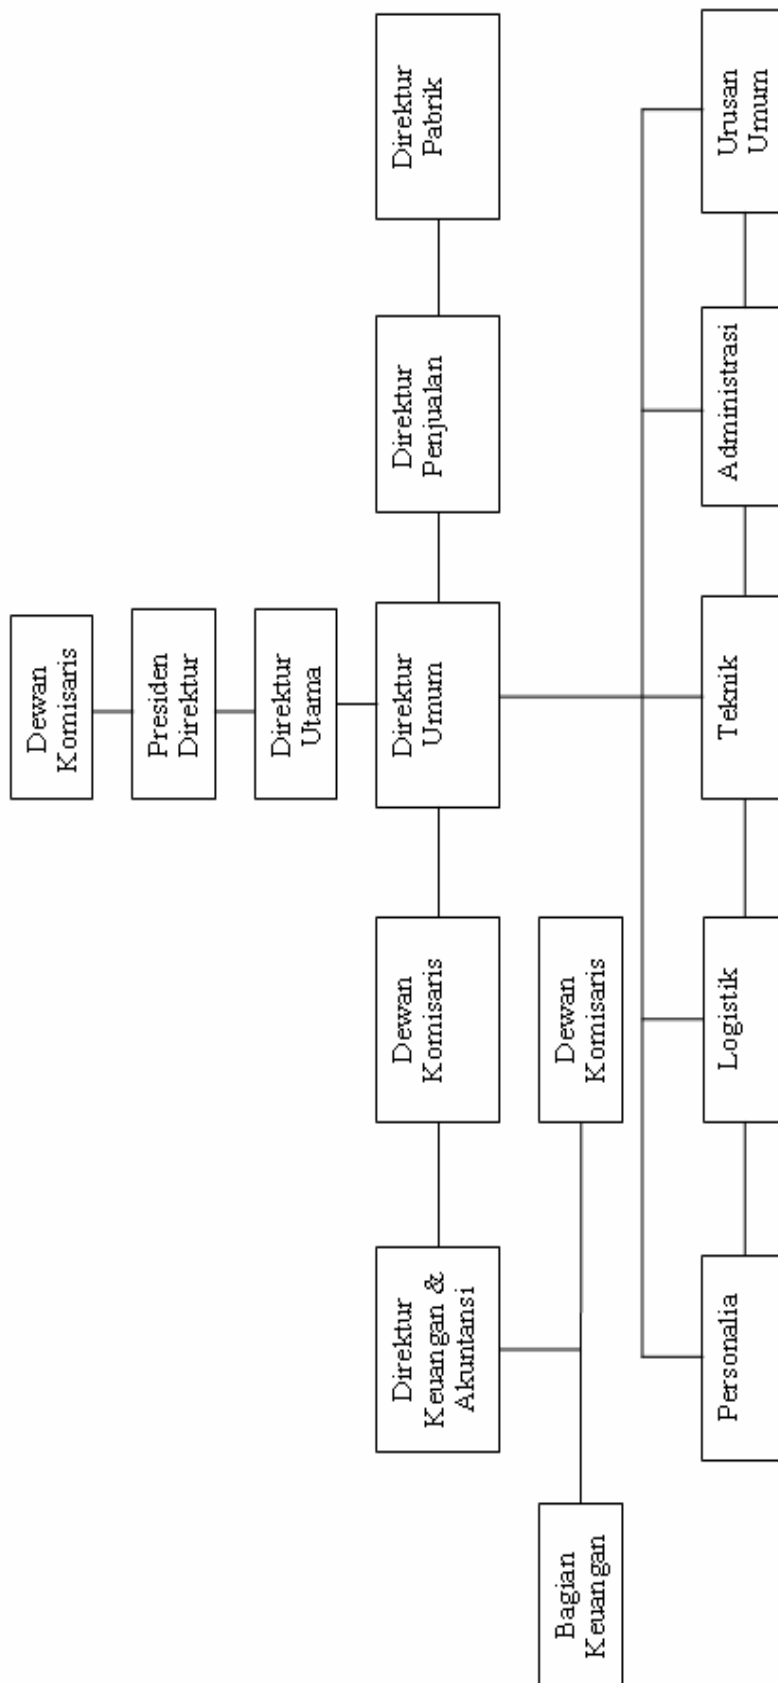 Dewan
Komisaris
Presiden
Direktur
Direktur
Utama
Direktur
Keuangan &
Akuntansi
Dewan
Komisaris
Direktur
Umum
Direktur
Penjualan
Direktur
Pabrik
Bagian
Keuangan
Dewan
Komisaris
Personalia
Logistik
Teknik
Administrasi
Urusan
Umum